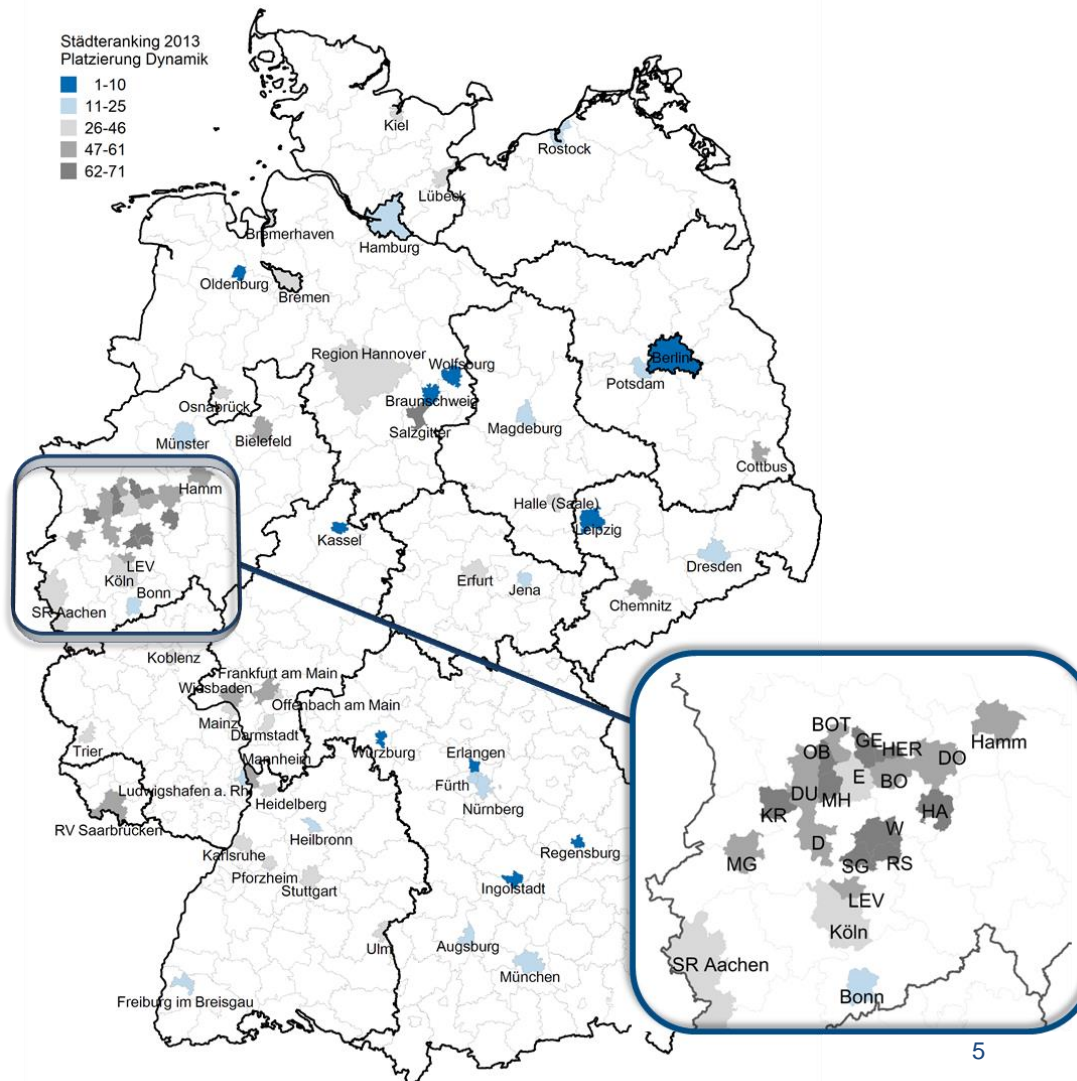 Städteranking 2013
Platzierung Dynamik
1-10
11-25
26-46
47-61
62-71
Kiel
Rostock
Lübeck
Bremerhaven
Hamburg
Oldenburg
Bremen
Region Hannover
Wolfsburg
Berlin
Potsdam
Braunschweig
Osnabrück
Salzgitter
Magdeburg
Münster
Bielefeld
Cottbus
Hamm
Halle (Saale)
Leipzig
Kassel
Dresden
LEV
Köln
Erfurt
Jena
Bonn
Chemnitz
SR Aachen
Koblenz
Frankfurt am Main
Wiesbaden
Offenbach am Main
Mainz
Darmstadt
Trier
Würzburg
Erlangen
Mannheim
Fürth
Ludwigshafen a. Rh.
Nürnberg
Heidelberg
RV Saarbrücken
Heilbronn
Regensburg
Karlsruhe
Pforzheim
Stuttgart
Ingolstadt
Ulm
Augsburg
München
Freiburg im Breisgau
BOT
Hamm
GE
OB
HER
DO
E
BO
DU
MH
HA
KR
W
D
MG
SG
RS
LEV
Köln
SR Aachen
Bonn
5